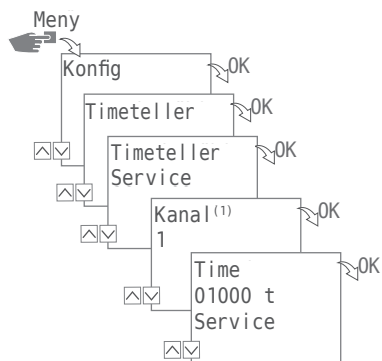 Meny
Konfig
OK
Timeteller
OK
Timeteller
Service
OK
Kanal(1)
1
OK
Time
01000 t
Service
OK